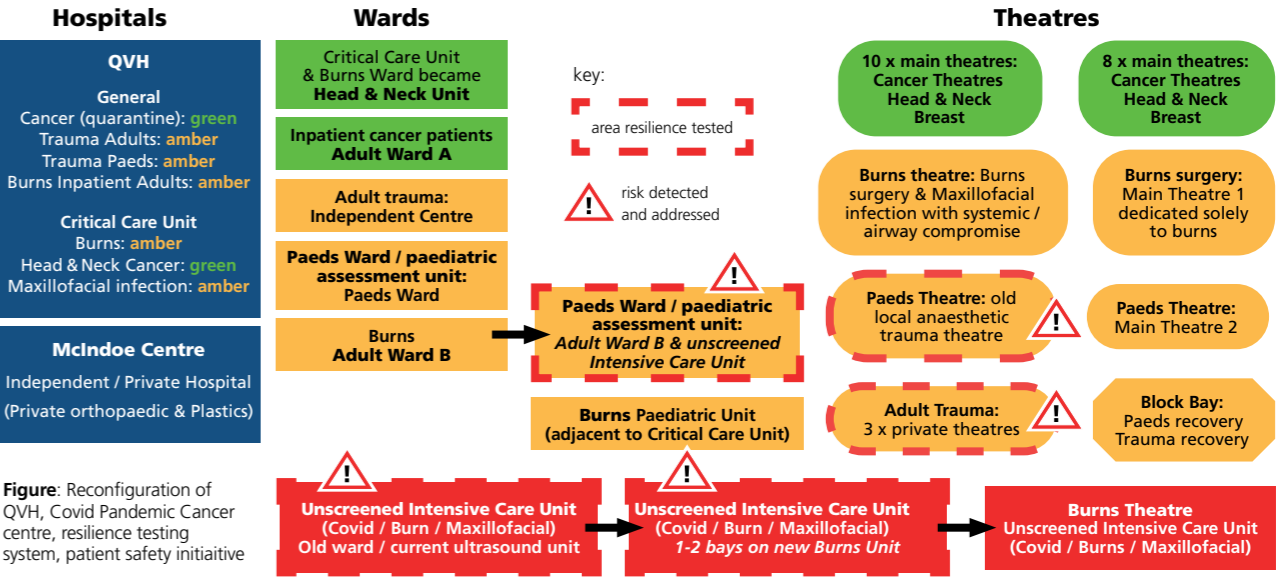 Hospitals
QVH
General
Cancer (quarantine): green
Trauma Adults: amber
Trauma Paeds: amber
Burns Inpatient Adults: amber
Critical Care Unit
Burns: amber
Head & Neck Cancer: green
Maxillofacial infection: amber
McIndoe Centre
Independent / Private Hospital
(Private orthopaedic & Plastics)
Wards
Critical Care Unit
& Burns Ward became
Head & Neck Unit
Inpatient cancer patients
Adult Ward A
Adult trauma:
Independent Centre
Paeds Ward / paediatric
assessment unit:
Paeds Ward
Burns
Adult Ward B
key:
area resilience tested
!
risk detected
and addressed
!
Paeds Ward / paediatric
assessment unit:
Adult Ward B & unscreened
Intensive Care Unit
Burns Paediatric Unit
(adjacent to Critical Care Unit)
Theatres
10 x main theatres:
Cancer Theatres
Head & Neck
Breast
8 x main theatres:
Cancer Theatres
Head & Neck
Breast
Burns theatre: Burns
surgery & Maxillofacial
infection with systemic /
airway compromise
Burns surgery:
Main Theatre 1
dedicated solely
to burns
Paeds Theatre: old
local anaesthetic
trauma theatre
!
Paeds Theatre:
Main Theatre 2
Adult Trauma:
3 x private theatres
!
Block Bay:
Paeds recovery
Trauma recovery
!
Unscreened Intensive Care Unit
(Covid / Burn / Maxillofacial)
Old ward / current ultrasound unit
!
Unscreened Intensive Care Unit
(Covid / Burn / Maxillofacial)
1-2 bays on new Burns Unit
Burns Theatre
Unscreened Intensive Care Unit
(Covid / Burns / Maxillofacial)
Figure: Reconfiguration of
QVH, Covid Pandemic Cancer
centre, resilience testing
system, patient safety initiaitive